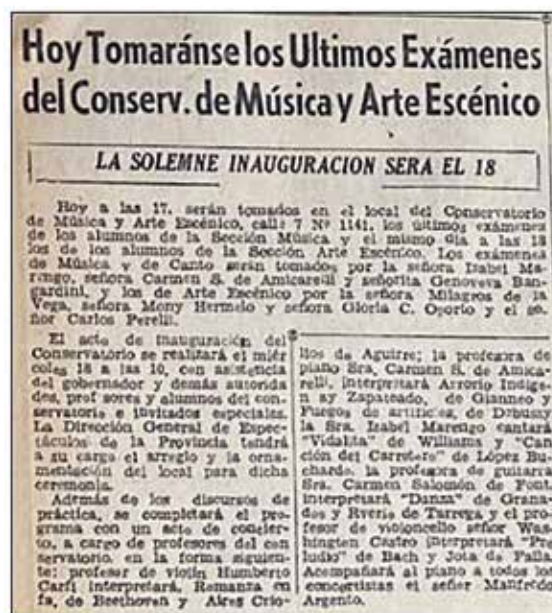 Hoy Tomaránse los Ultimos Exámenes
del Conserv. de Música y Arte Escénico
LA SOLEMNE INAUGURACION SERA EL 18
Hoy a las 17, serán tomados en el local del Conservatorio
de Música y Arte Escénico, calle 7 Nº 1141, los últimos exámenes
de los alumnos de la Sección Música y el mismo día a las 18
los de los alumnos de la Sección Arte Escénico. Los exámenes
de Música y de Canto serán tomados por la señora Isabel Ma-
rengo, señora Carmen S. de Amicarelli y señorita Genoveva Ban-
gardini, y los de Arte Escénico por la señora Milagros de la
Vega, señora Mony Hermelo y señora Gloria C. Oporio y el se-
ñor Carlos Perelli.
El acto de inauguración del
Conservatorio se realizará el miér
coles 18 a las 10, con asistencia
del gobernador y demás autorida
des, prof sores y alumnos del con
servatorio e invitados especiales.
La Dirección General de Espec-
táculos de la Provincia tendrá
a su cargo el arreglo y la orna-
mentación del local para dicha
ceremonia.
Además de los discursos de
práctica, se completará el pro
grama con un acto de concier-
to, a cargo de profesores del con
servatorio, en la forma siguien-
te: profesor de violín Humberto
Carfi interpretará, Romanza en
fa, de Beethoven y Aires Crio-
llos de Aguirre; la profesora de
piano Sra. Carmen S. de Amica-
relli, interpretará Arrorio Indíge-
n ay Zapateado, de Gianneo y
Fuegos de artificios, de Debussy
la Sra. Isabel Marengo cantará
"Vidalita" de Williams y "Can
ción del Carretero" de López Bu-
chardo, la profesora de guitarra
Sra. Carmen Salomón de Font,
interpretará "Danza" de Grana-
dos y de Tarrega y el pro
fesor de violoncello señor Was-
hington Castro interpretará "Pre
ludio" de Bach y Jota de Falla.
Acompañará al piano a todos los
concertistas el señor Manfredo
Argento.